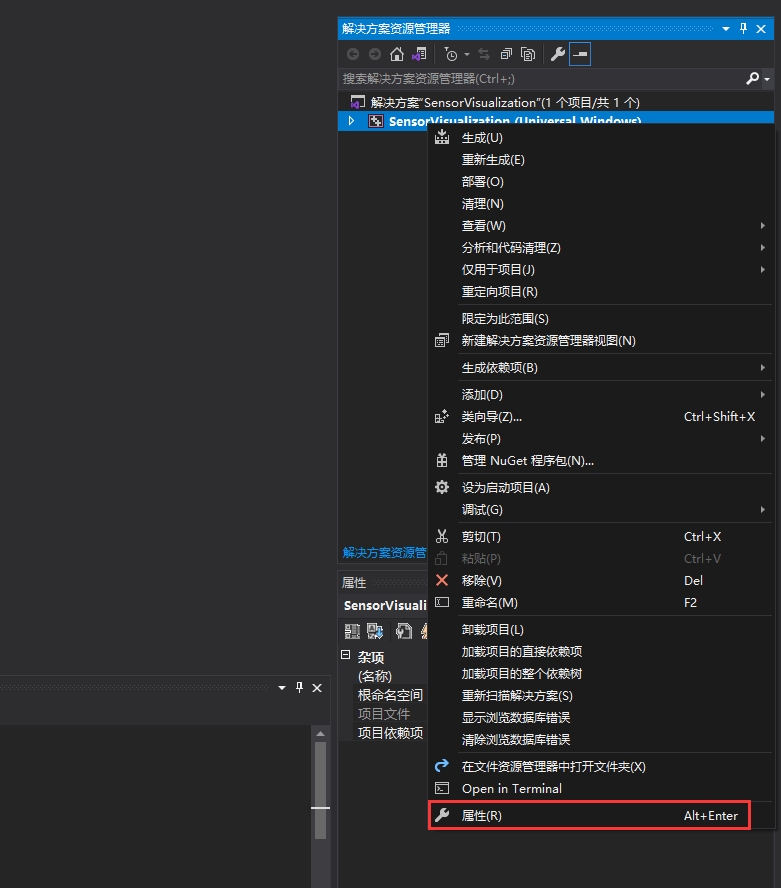 解决方案资源管理器
搜索解决方案资源管理器(Ctrl+;)
解决方案"SensorVisualization"(1 个项目/共 1 个)
SensorVisualization (Universal Windows)
生成(U)
重新生成(E)
部署(O)
清理(N)
查看(W)
分析和代码清理(Z)
仅用于项目(J)
重定向项目(R)
限定为此范围(S)
新建解决方案资源管理器视图(N)
生成依赖项(B)
添加(D)
类向导(Z)... Ctrl+Shift+X
发布(P)
管理 NuGet 程序包(N)...
设为启动项目(A)
调试(G)
剪切(T) Ctrl+X
粘贴(P) Ctrl+V
移除(V) Del
重命名(M) F2
卸载项目(L)
加载项目的直接依赖项
加载项目的整个依赖树
重新扫描解决方案(S)
显示浏览数据库错误
清除浏览数据库错误
在文件资源管理器中打开文件夹(X)
Open in Terminal
属性(R) Alt+Enter
解决方案资源管
属性
SensorVisuali
杂项
(名称)
根命名空间
项目文件
项目依赖项